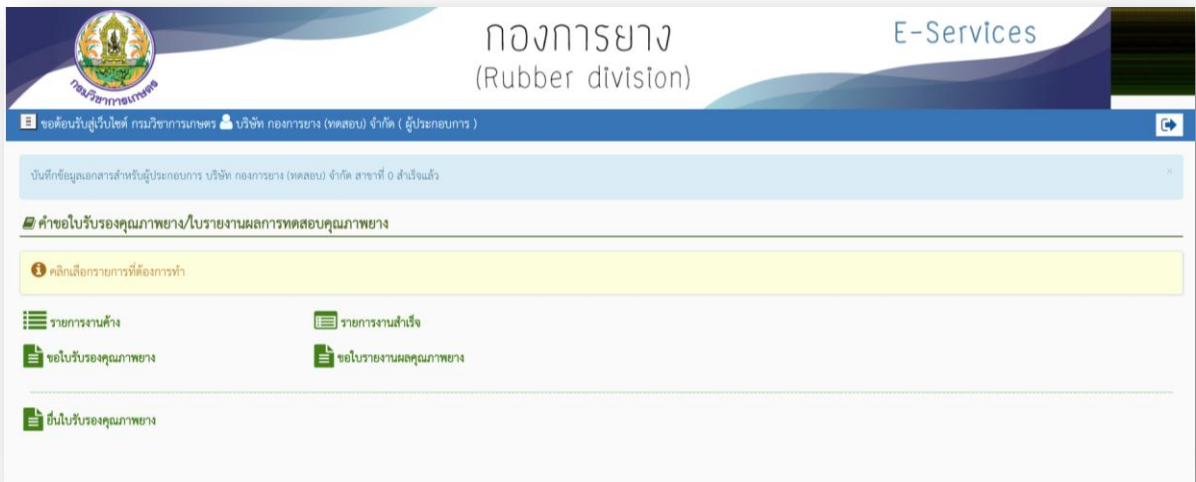 กองการยาง
(Rubber division)
E-Services
กรมวิชาการเกษตร
ขอต้อนรับสู่เว็บไซต์ กรมวิชาการเกษตร บริษัท กองการยาง (ทดสอบ) จำกัด ( ผู้ประกอบการ )
บันทึกข้อมูลเอกสารสำหรับผู้ประกอบการ บริษัท กองการยาง (ทดสอบ) จำกัด สาขาที่ 0 สำเร็จแล้ว ×
คำขอใบรับรองคุณภาพยาง/ใบรายงานผลการทดสอบคุณภาพยาง
คลิกเลือกรายการที่ต้องการทำ
รายการงานค้าง รายการงานสำเร็จ
ขอใบรับรองคุณภาพยาง ขอใบรายงานผลคุณภาพยาง
ยื่นใบรับรองคุณภาพยาง